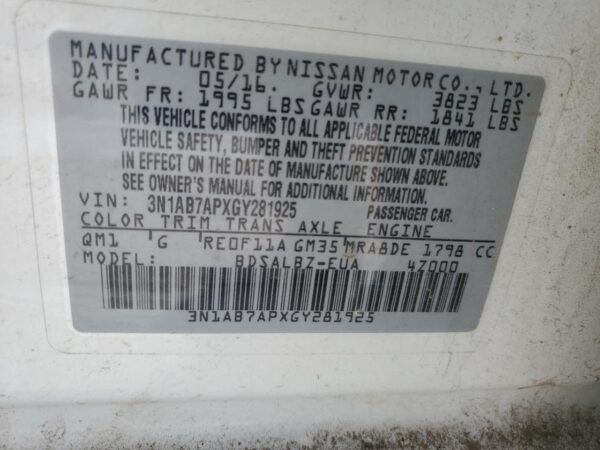 MANUFACTURED BY NISSAN MOTOR CO., LTD.
DATE: 05/16. GVWR: 3823 LBS
GAWR FR: 1995 LBS GAWR RR: 1841 LBS
THIS VEHICLE CONFORMS TO ALL APPLICABLE FEDERAL MOTOR
VEHICLE SAFETY, BUMPER AND THEFT PREVENTION STANDARDS
IN EFFECT ON THE DATE OF MANUFACTURE SHOWN ABOVE.
SEE OWNER'S MANUAL FOR ADDITIONAL INFORMATION.
VIN: 3N1AB7APXGY281925 PASSENGER CAR.
COLOR TRIM TRANS AXLE ENGINE
QM1 G RE0F11A GM35 MRA8DE 1798 CC
MODEL: BDSALBZ-EUA 4Z000
3N1AB7APXGY281925